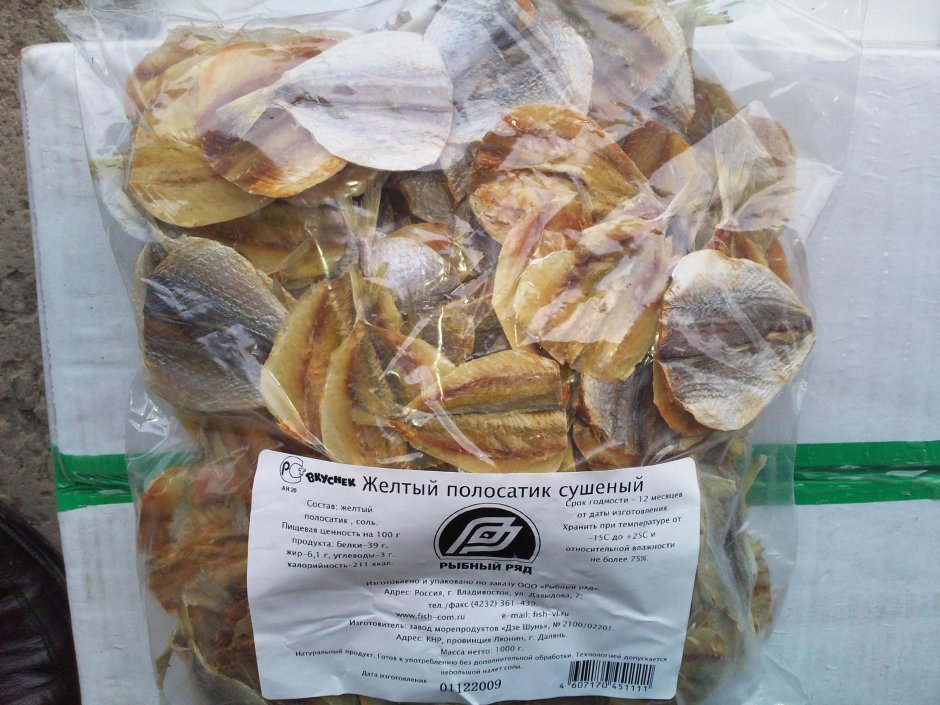 РСТ
АН 20
ВКУСНЕК
Желтый полосатик сушеный
Состав: желтый
полосатик , соль.
Пищевая ценность на 100 г
продукта: Белки-39 г,
жир-6,1 г, углеводы-3 г.
калорийность-211 ккал.
РЫБНЫЙ РЯД
Срок годности - 12 месяцев
от даты изготовления.
Хранить при температуре от
-15С до +25С и
относительной влажности
не более 75%.
Изготовлено и упаковано по заказу ООО «Рыбный ряд»
Адрес: Россия, г. Владивосток, ул. Давыдова, 7;
тел./факс (4232) 361-439.
www.fish-com.ru e-mail: fish-vl.ru
Изготовитель: завод морепродуктов «Дзе Шунь», № 2100/02701.
Адрес: КНР, провинция Ляонин, г. Далянь.
Масса нетто: 1000 г.
Натуральный продукт. Готов к употреблению без дополнительной обработки. Технологией допускается
небольшой налет соли.
Дата изготовления 01122009
4 607170 451111